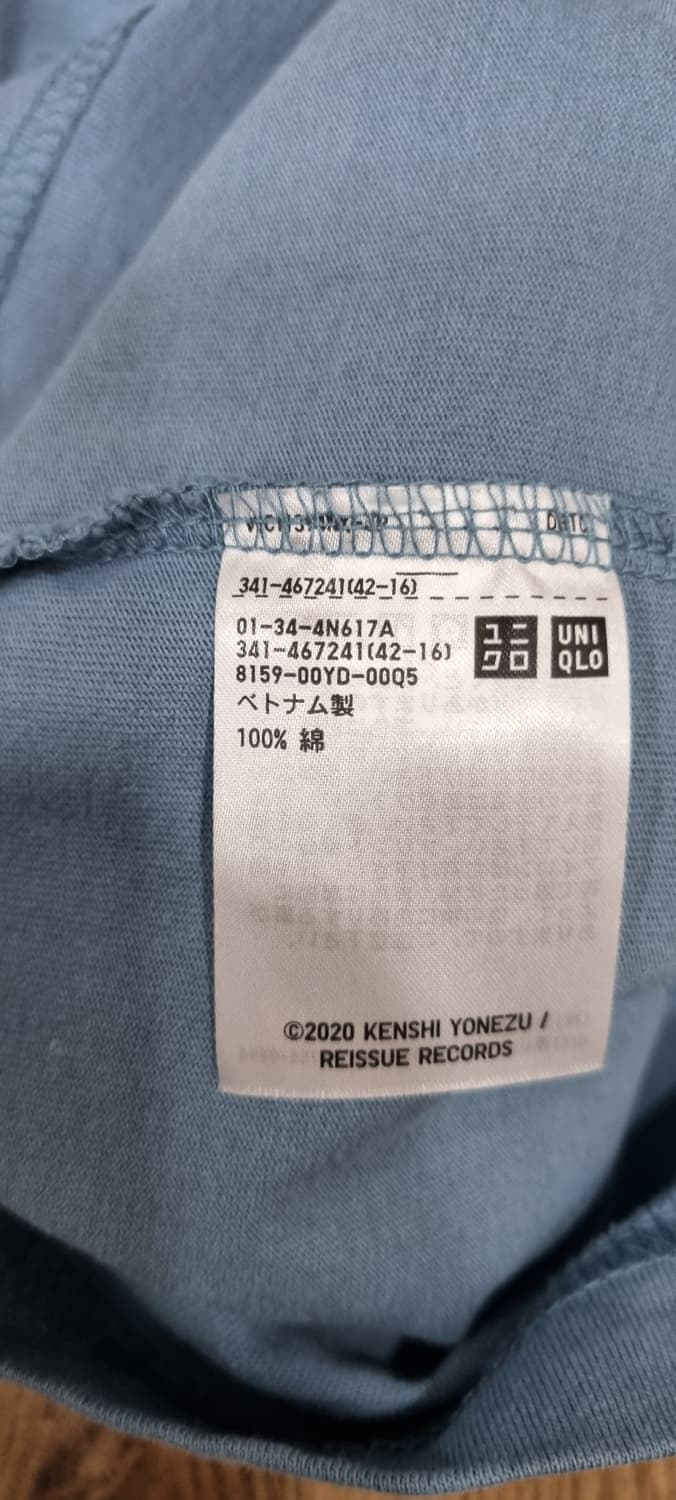 341-467241(42-16)
01-34-4N617A
341-467241(42-16)
8159-00YD-00Q5
ユニクロ
UNIQLO
ベトナム製
100% 綿
©2020 KENSHI YONEZU /
REISSUE RECORDS